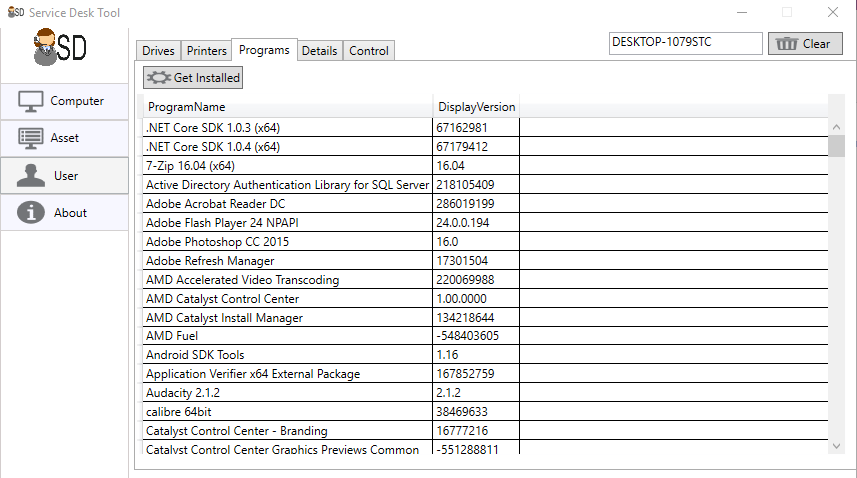 Service Desk Tool
SD
Computer
Asset
User
About
Drives Printers Programs Details Control
DESKTOP-1079STC
Clear
Get Installed
ProgramName DisplayVersion
.NET Core SDK 1.0.3 (x64) 67162981
.NET Core SDK 1.0.4 (x64) 67179412
7-Zip 16.04 (x64) 16.04
Active Directory Authentication Library for SQL Server 218105409
Adobe Acrobat Reader DC 286019199
Adobe Flash Player 24 NPAPI 24.0.0.194
Adobe Photoshop CC 2015 16.0
Adobe Refresh Manager 17301504
AMD Accelerated Video Transcoding 220069988
AMD Catalyst Control Center 1.00.0000
AMD Catalyst Install Manager 134218644
AMD Fuel -548403605
Android SDK Tools 1.16
Application Verifier x64 External Package 167852759
Audacity 2.1.2 2.1.2
calibre 64bit 38469633
Catalyst Control Center - Branding 16777216
Catalyst Control Center Graphics Previews Common -551288811